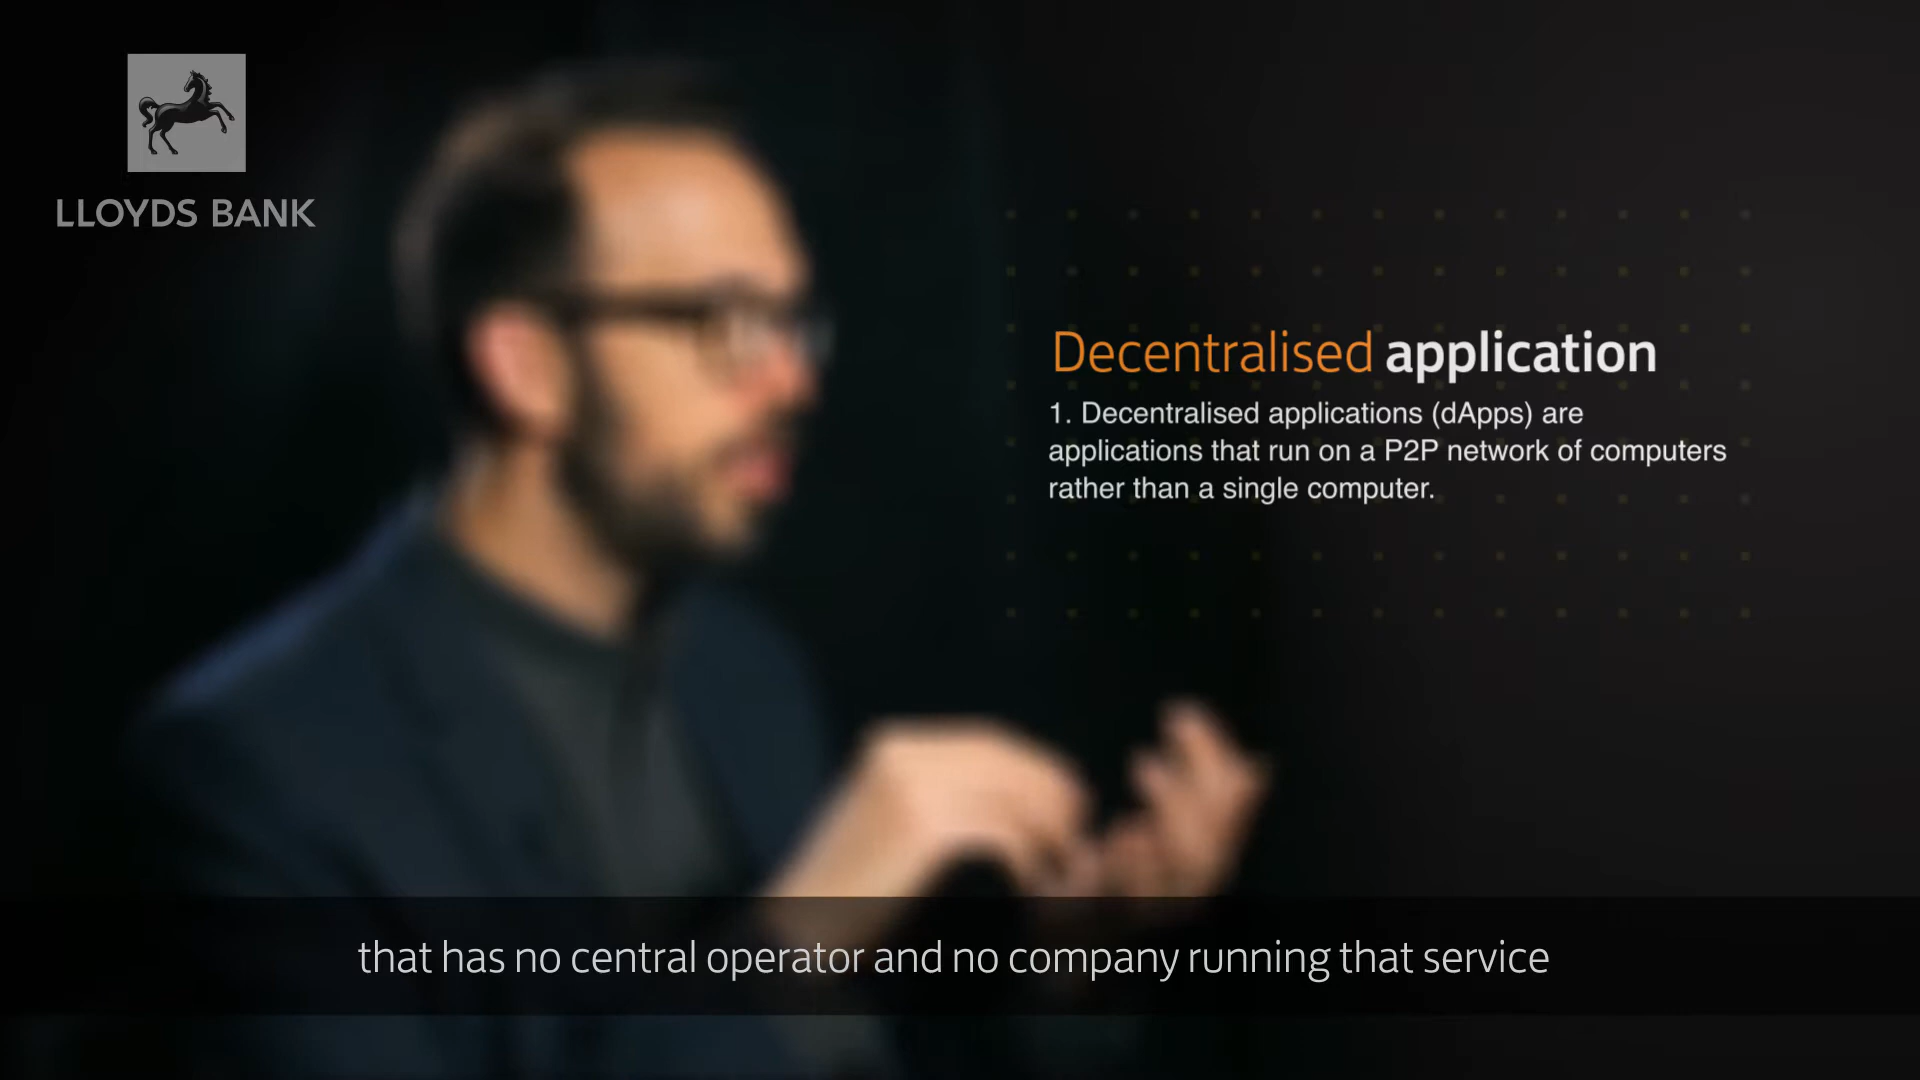 LLOYDS BANK
Decentralised application
1. Decentralised applications (dApps) are
applications that run on a P2P network of computers
rather than a single computer.
that has no central operator and no company running that service